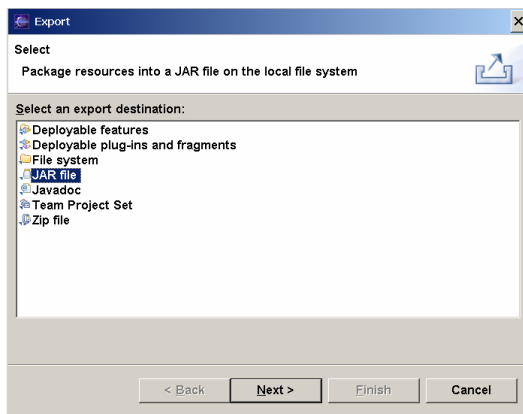 Export
Select
Package resources into a JAR file on the local file system
Select an export destination:
Deployable features
Deployable plug-ins and fragments
File system
JAR file
Javadoc
Team Project Set
Zip file
< Back
Next >
Finish
Cancel